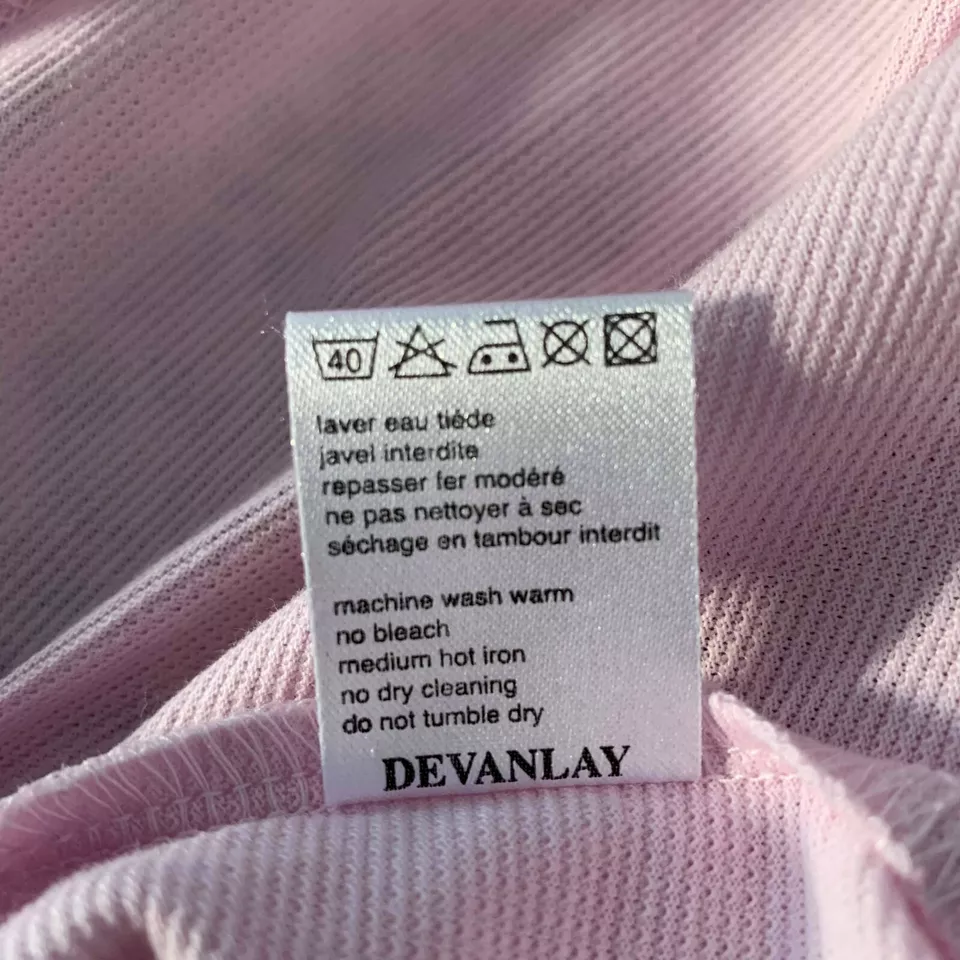 40
laver eau tiéde
javel interdite
repasser fer modéré
ne pas nettoyer à sec
séchage en tambour interdit
machine wash warm
no bleach
medium hot iron
no dry cleaning
do not tumble dry
DEVANLAY